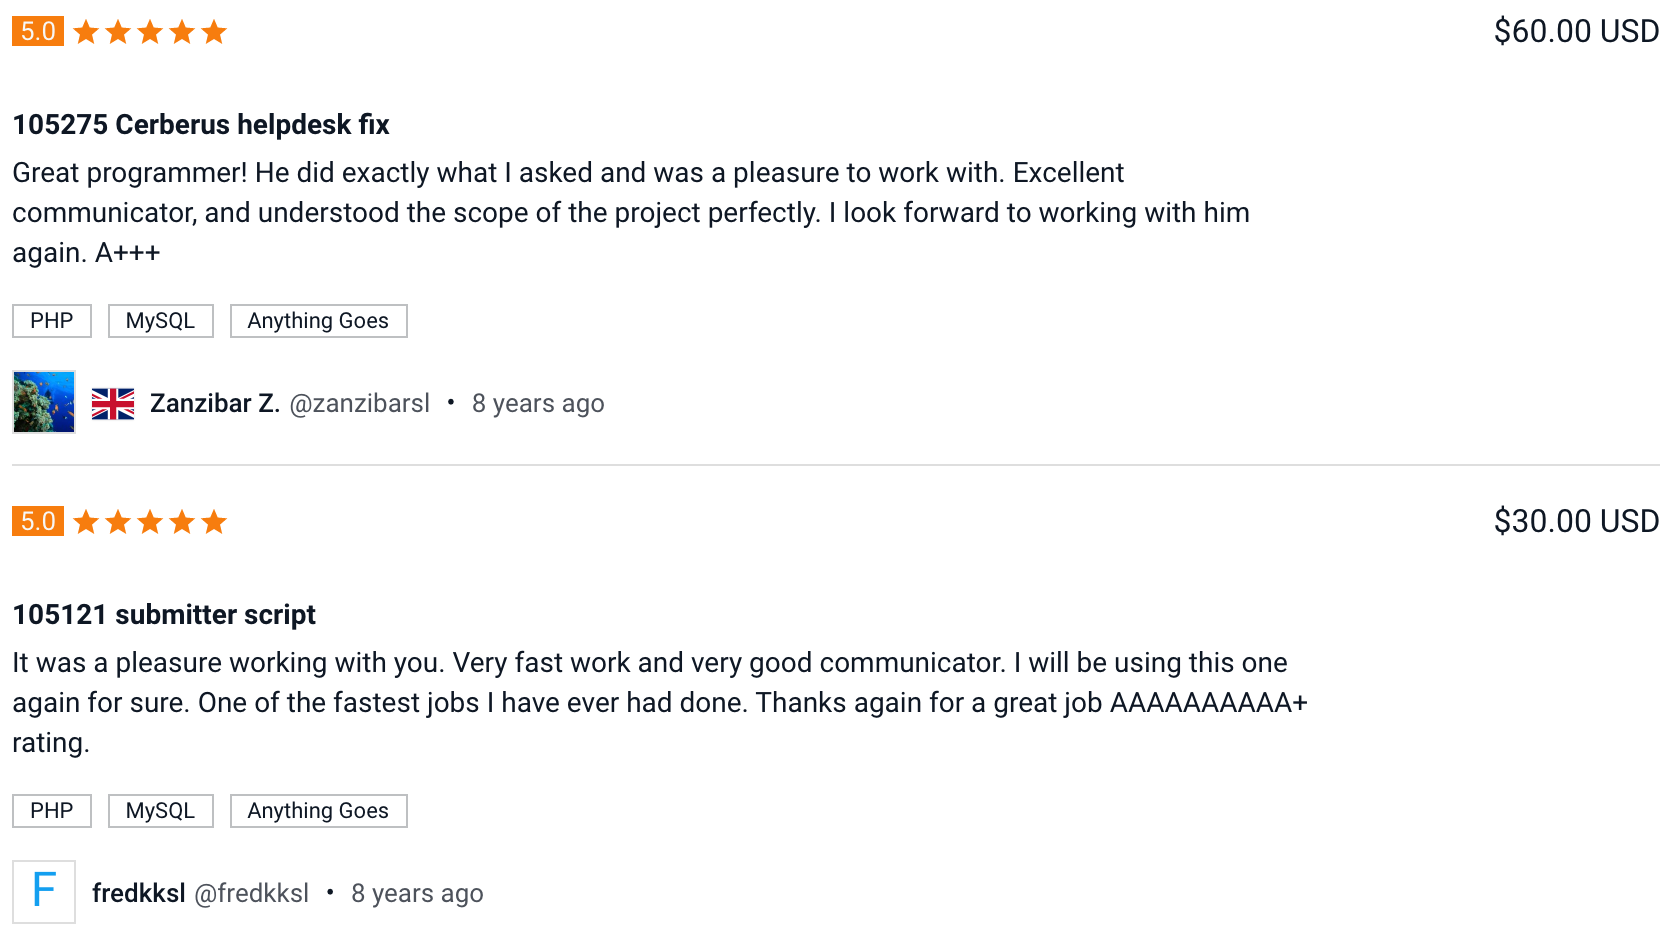 5.0
$60.00 USD
105275 Cerberus helpdesk fix
Great programmer! He did exactly what I asked and was a pleasure to work with. Excellent
communicator, and understood the scope of the project perfectly. I look forward to working with him
again. A+++
PHP MySQL Anything Goes
Zanzibar Z. @zanzibarsl • 8 years ago
5.0
$30.00 USD
105121 submitter script
It was a pleasure working with you. Very fast work and very good communicator. I will be using this one
again for sure. One of the fastest jobs I have ever had done. Thanks again for a great job AAAAAAAAAA+
rating.
PHP MySQL Anything Goes
F
fredkksl @fredkksl • 8 years ago